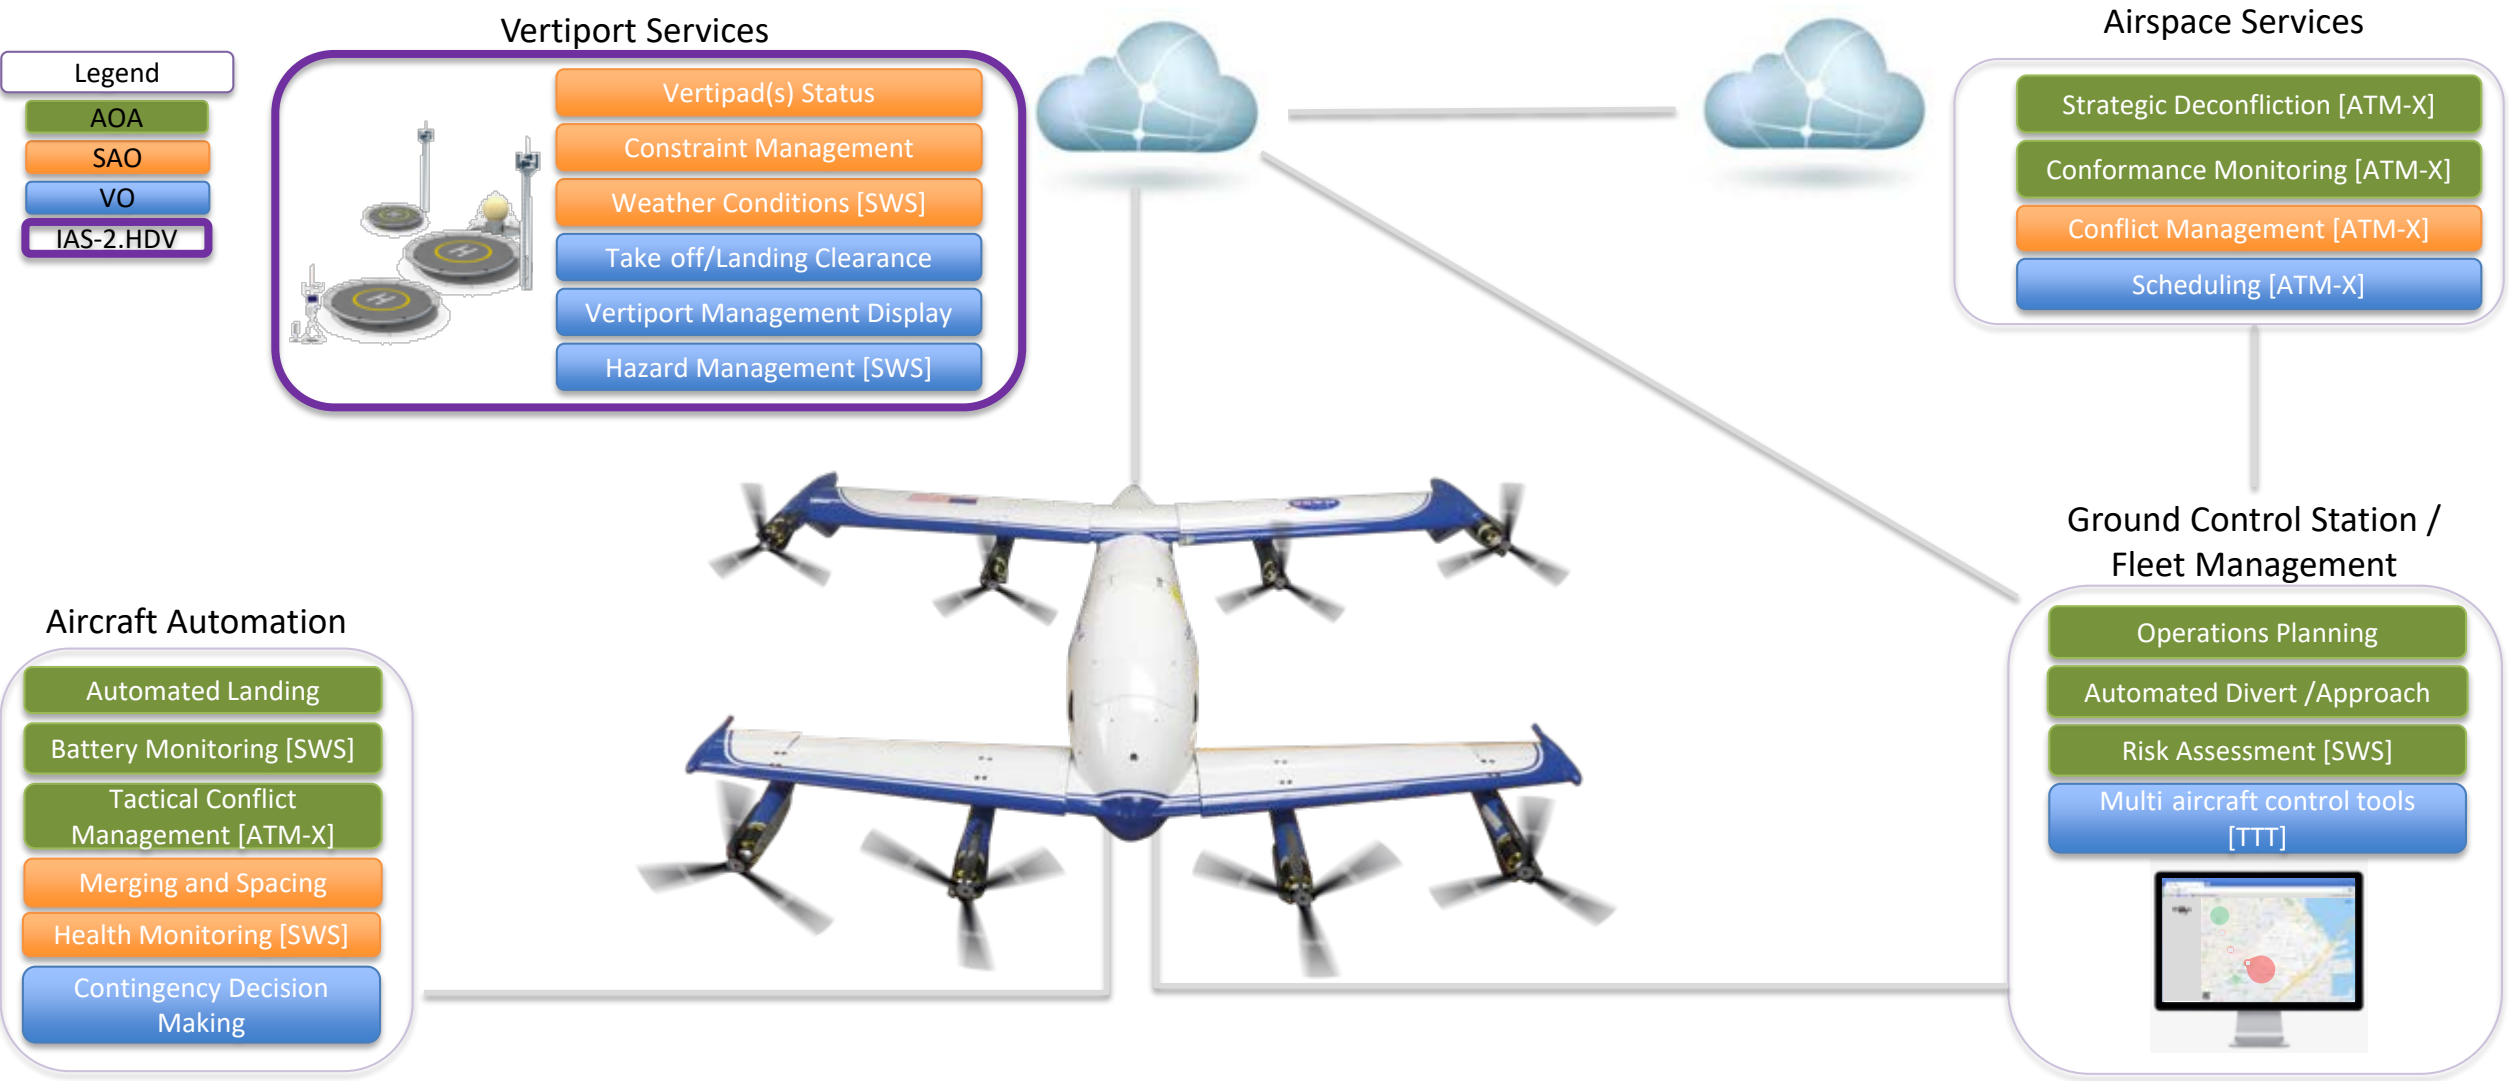 Vertiport Services
Airspace Services
Legend
AOA
SAO
VO
IAS-2.HDV
Vertipad(s) Status
Constraint Management
Weather Conditions [SWS]
Take off/Landing Clearance
Vertiport Management Display
Hazard Management [SWS]
Strategic Deconfliction [ATM-X]
Conformance Monitoring [ATM-X]
Conflict Management [ATM-X]
Scheduling [ATM-X]
Ground Control Station /
Fleet Management
Operations Planning
Automated Divert /Approach
Risk Assessment [SWS]
Multi aircraft control tools
[TTT]
Aircraft Automation
Automated Landing
Battery Monitoring [SWS]
Tactical Conflict
Management [ATM-X]
Merging and Spacing
Health Monitoring [SWS]
Contingency Decision
Making